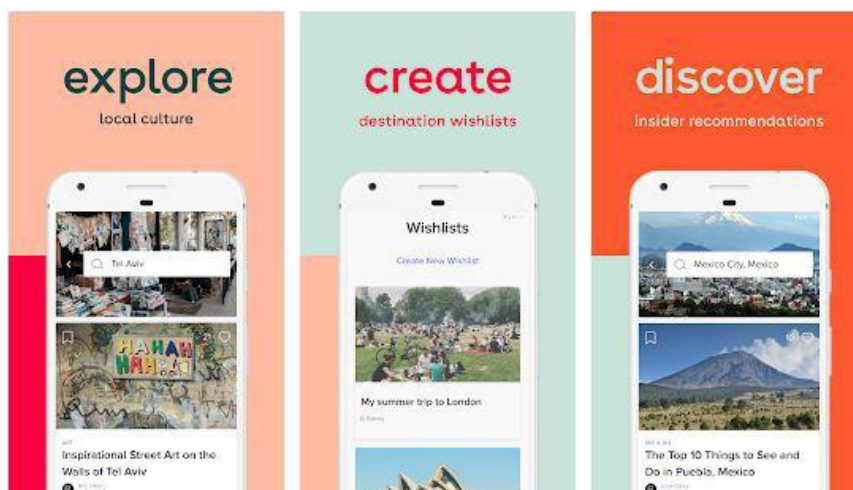 explore
local culture
Tel Aviv
HAHAH
Inspirational Street Art on the
Walls of Tel Aviv
create
destination wishlists
Wishlists
Create New Wishlist
My summer trip to London
discover
insider recommendations
Mexico City, Mexico
The Top 10 Things to See and
Do in Puebla, Mexico